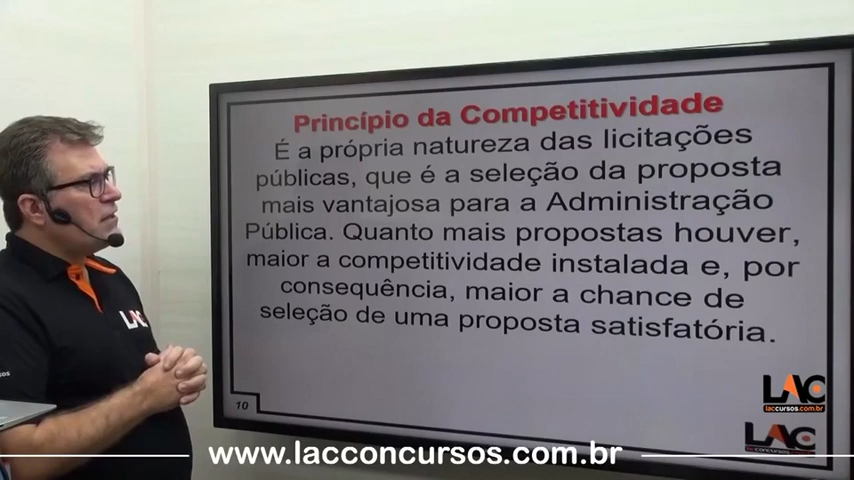 Princípio da Competitividade
É a própria natureza das licitações
públicas, que é a seleção da proposta
mais vantajosa para a Administração
Pública. Quanto mais propostas houver,
maior a competitividade instalada e, por
consequência, maior a chance de
seleção de uma proposta satisfatória.
10
LAC
LAC
laccursos.com.br
LAC
www.lacconcursos.com.br